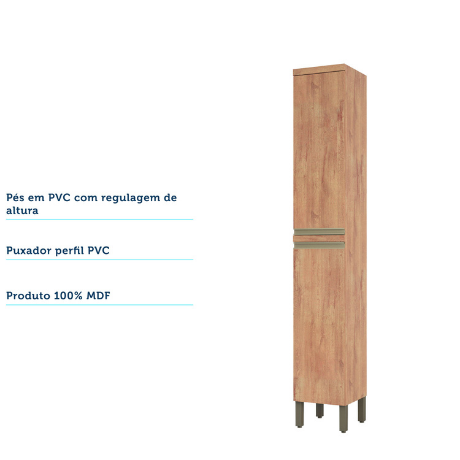 Pés em PVC com regulagem de
altura
Puxador perfil PVC
Produto 100% MDF